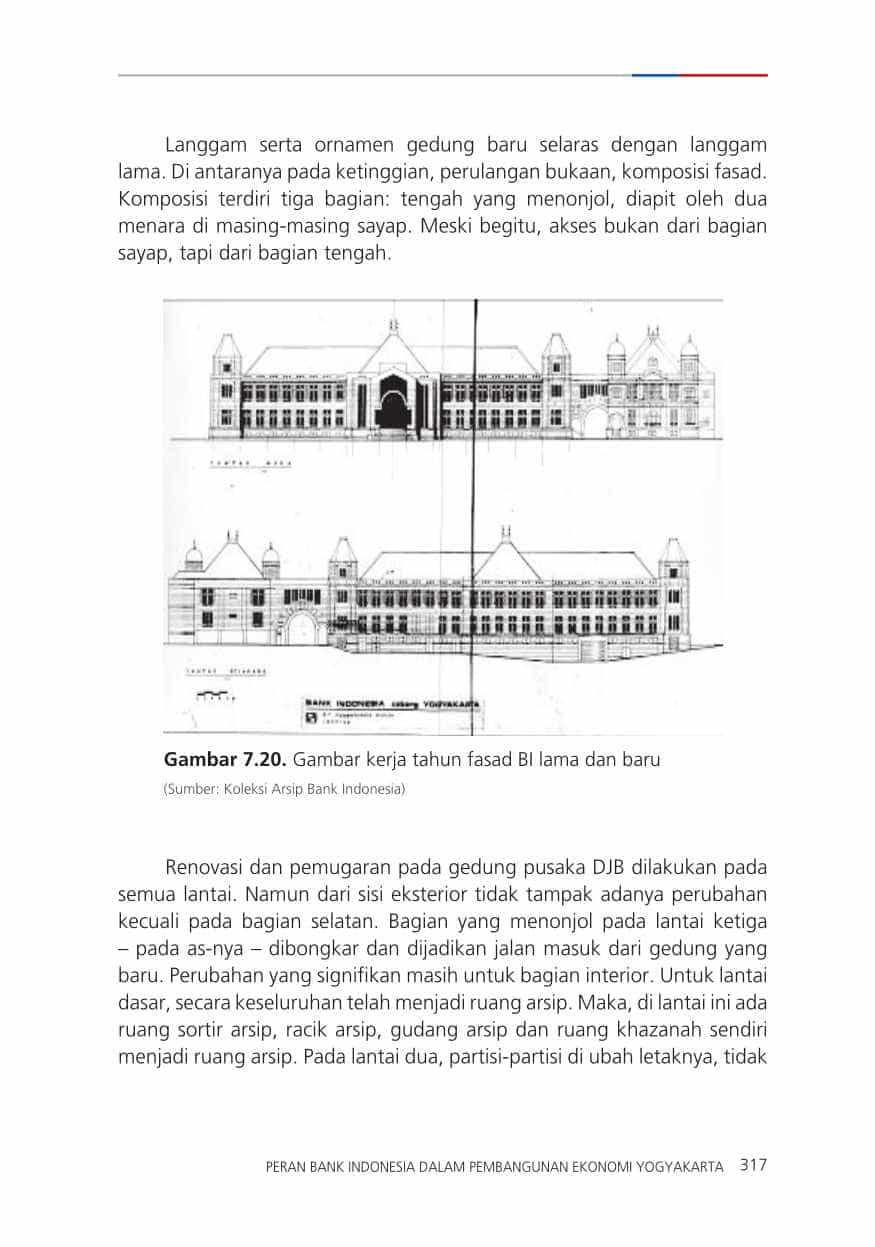 Langgam serta ornamen gedung baru selaras dengan langgam
lama. Di antaranya pada ketinggian, perulangan bukaan, komposisi fasad.
Komposisi terdiri tiga bagian: tengah yang menonjol, diapit oleh dua
menara di masing-masing sayap. Meski begitu, akses bukan dari bagian
sayap, tapi dari bagian tengah.
BANK INDONESIA cabang YOGYAKARTA
Gambar 7.20. Gambar kerja tahun fasad BI lama dan baru
(Sumber: Koleksi Arsip Bank Indonesia)
Renovasi dan pemugaran pada gedung pusaka DJB dilakukan pada
semua lantai. Namun dari sisi eksterior tidak tampak adanya perubahan
kecuali pada bagian selatan. Bagian yang menonjol pada lantai ketiga
– pada as-nya – dibongkar dan dijadikan jalan masuk dari gedung yang
baru. Perubahan yang signifikan masih untuk bagian interior. Untuk lantai
dasar, secara keseluruhan telah menjadi ruang arsip. Maka, di lantai ini ada
ruang sortir arsip, racik arsip, gudang arsip dan ruang khazanah sendiri
menjadi ruang arsip. Pada lantai dua, partisi-partisi di ubah letaknya, tidak
PERAN BANK INDONESIA DALAM PEMBANGUNAN EKONOMI YOGYAKARTA 317